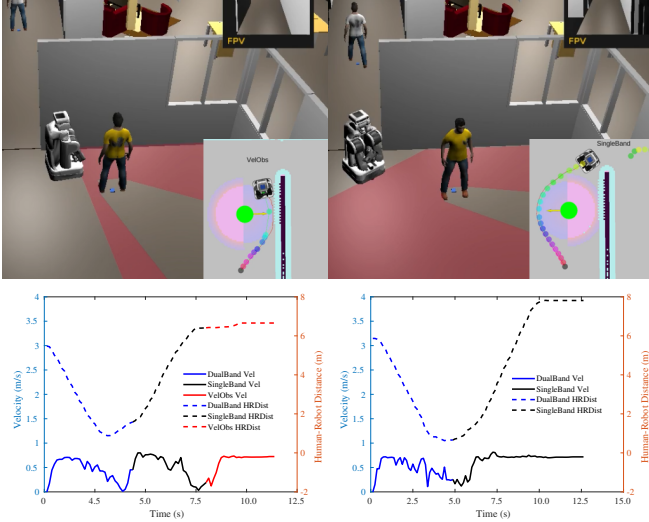 FPV
VelObs
FPV
SingleBand
4
3.5
3
2.5
2
1.5
1
0.5
0
Velocity (m/s)
8
6
4
2
0
-2
Human-Robot Distance (m)
DualBand Vel
SingleBand Vel
VelObs Vel
DualBand HRDist
SingleBand HRDist
VelObs HRDist
0
4.5
5.0
7.5
10.0
12.5
Time (s)
4
3.5
3
2.5
2
1.5
1
0.5
0
Velocity (m/s)
8
6
4
2
0
-2
Human-Robot Distance (m)
DualBand Vel
SingleBand Vel
DualBand HRDist
SingleBand HRDist
0
2.5
5.0
7.5
10.0
12.5
15.0
Time (s)